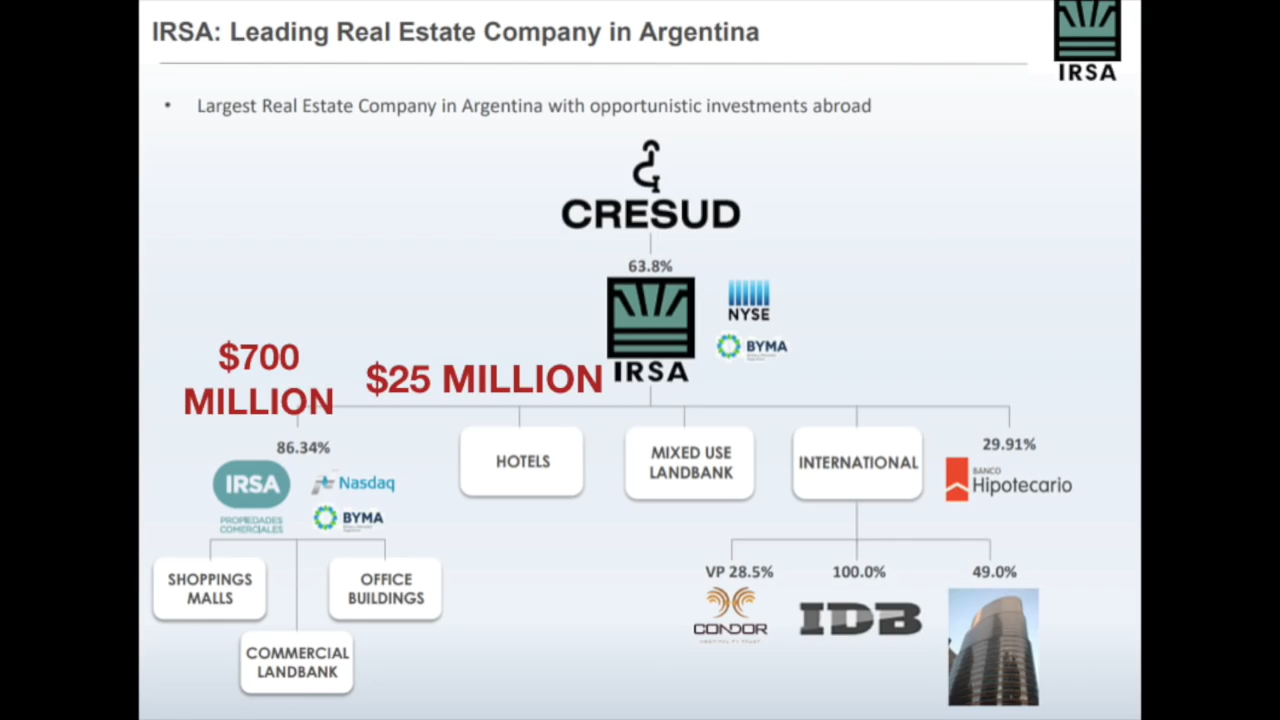 IRSA: Leading Real Estate Company in Argentina
IRSA
• Largest Real Estate Company in Argentina with opportunistic investments abroad
CRESUD
63.8%
NYSE
BYMA
IRSA
$700
MILLION
$25 MILLION
86.34%
IRSA
PROPIEDADES
COMERCIALES
Nasdaq
BYMA
HOTELS
MIXED USE
LANDBANK
INTERNATIONAL
29.91%
BANCO
Hipotecario
SHOPPINGS
MALLS
OFFICE
BUILDINGS
COMMERCIAL
LANDBANK
VP 28.5%
CONDOR
100.0%
IDB
49.0%